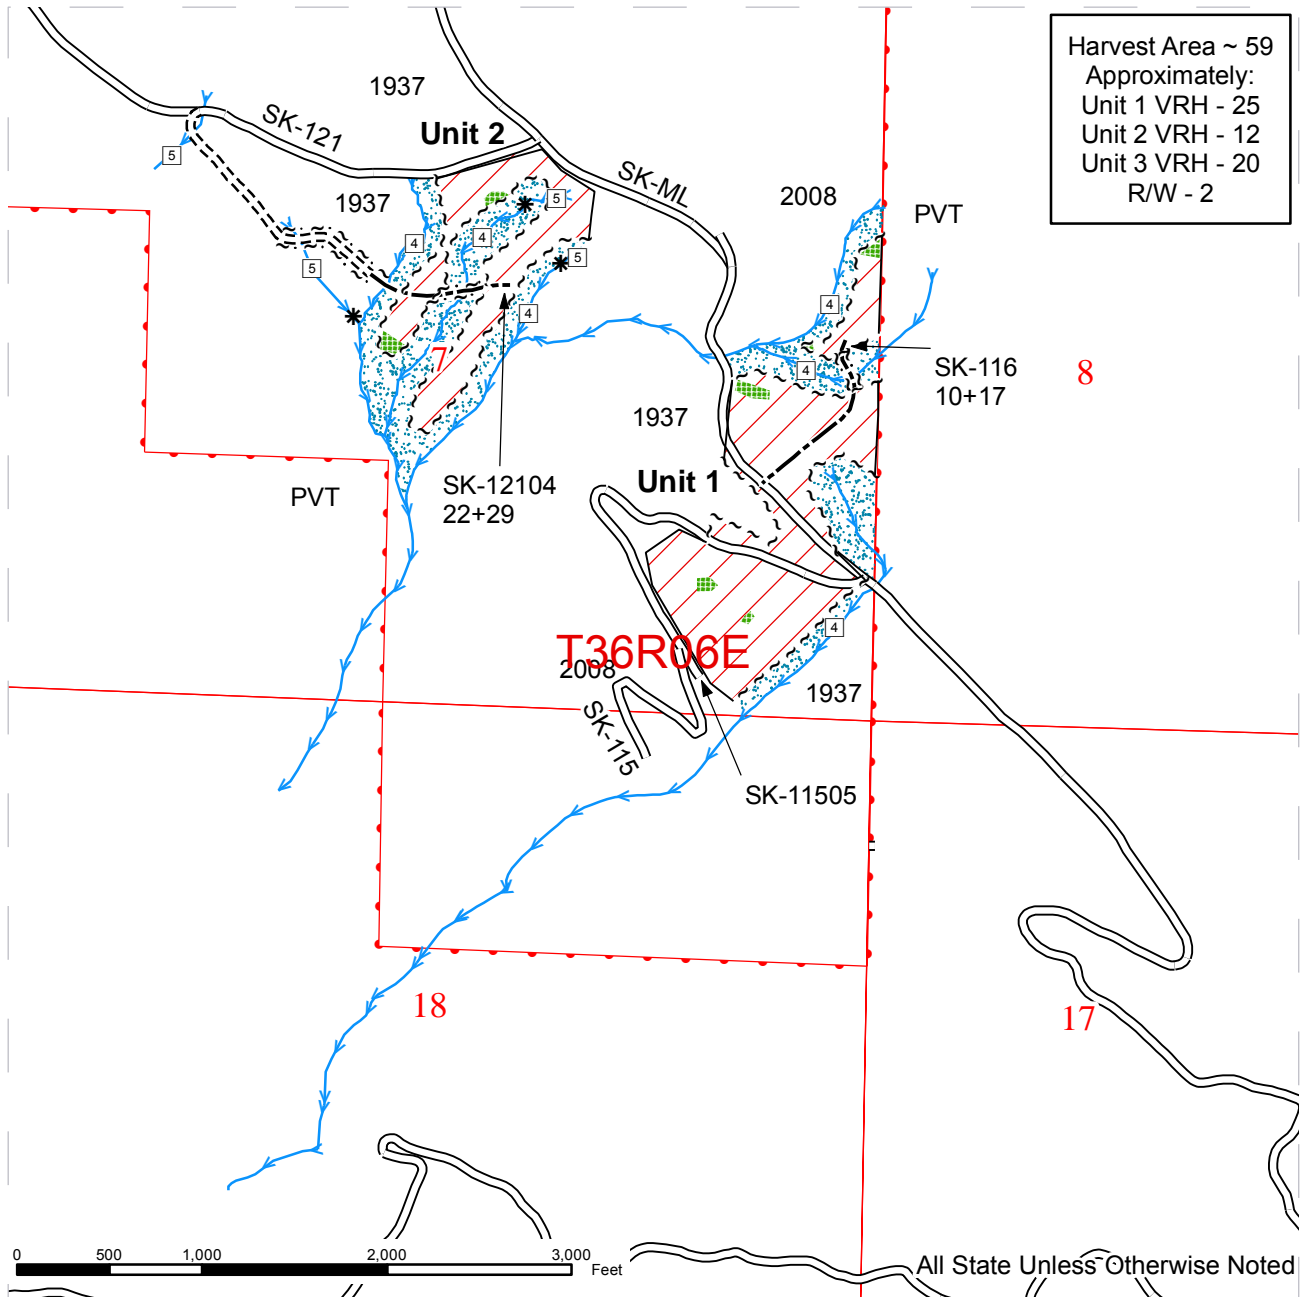 Harvest Area ~ 59
Approximately:
Unit 1 VRH - 25
Unit 2 VRH - 12
Unit 3 VRH - 20
R/W - 2
1937
SK-121
Unit 2
5
SK-ML
2008
PVT
1937
5
4
4
5
5
4
4
7
4
SK-116
10+17
8
1937
Unit 1
PVT
SK-12104
22+29
4
T36R06E
2008
1937
SK-115
SK-11505
18
17
0
500
1,000
2,000
3,000
Feet
All State Unless Otherwise Noted